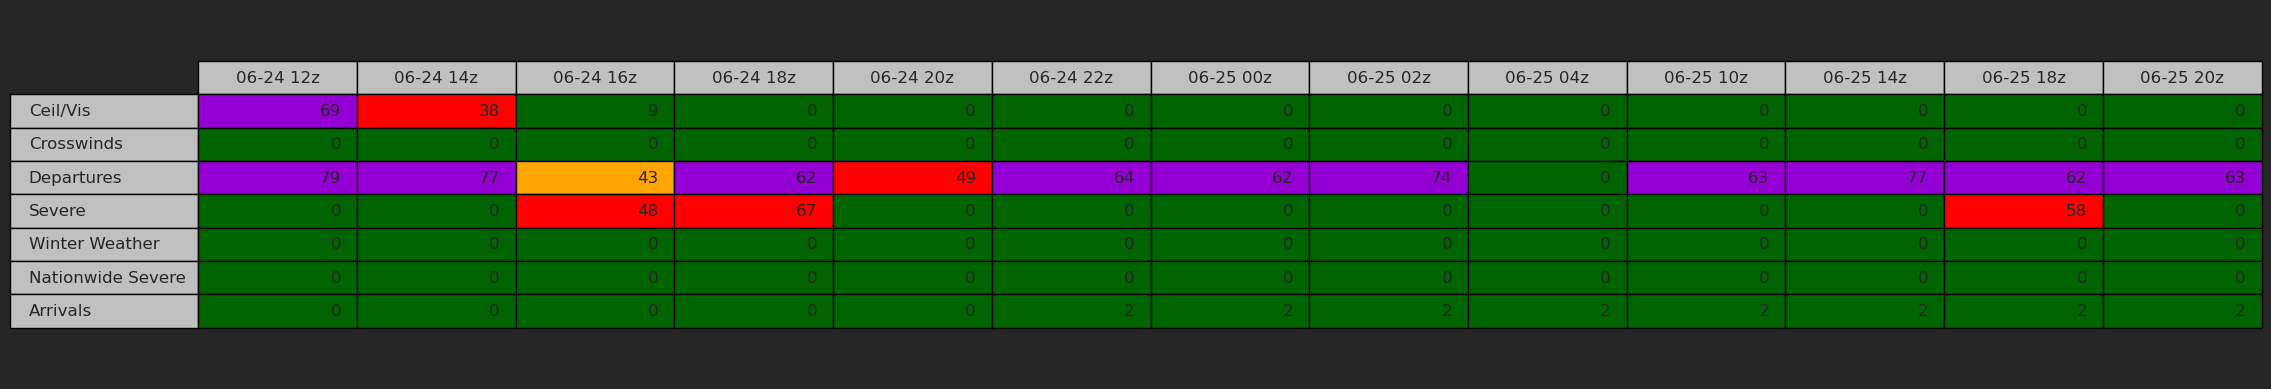 06-24 12z 06-24 14z 06-24 16z 06-24 18z 06-24 20z 06-24 22z 06-25 00z 06-25 02z 06-25 04z 06-25 10z 06-25 14z 06-25 18z 06-25 20z
Ceil/Vis 69 38 9 0 0 0 0 0 0 0 0 0 0
Crosswinds 0 0 0 0 0 0 0 0 0 0 0 0 0
Departures 79 77 43 62 49 64 62 74 0 63 77 62 63
Severe 0 0 48 67 0 0 0 0 0 0 0 58 0
Winter Weather 0 0 0 0 0 0 0 0 0 0 0 0 0
Nationwide Severe 0 0 0 0 0 0 0 0 0 0 0 0 0
Arrivals 0 0 0 0 0 2 2 2 2 2 2 2 2